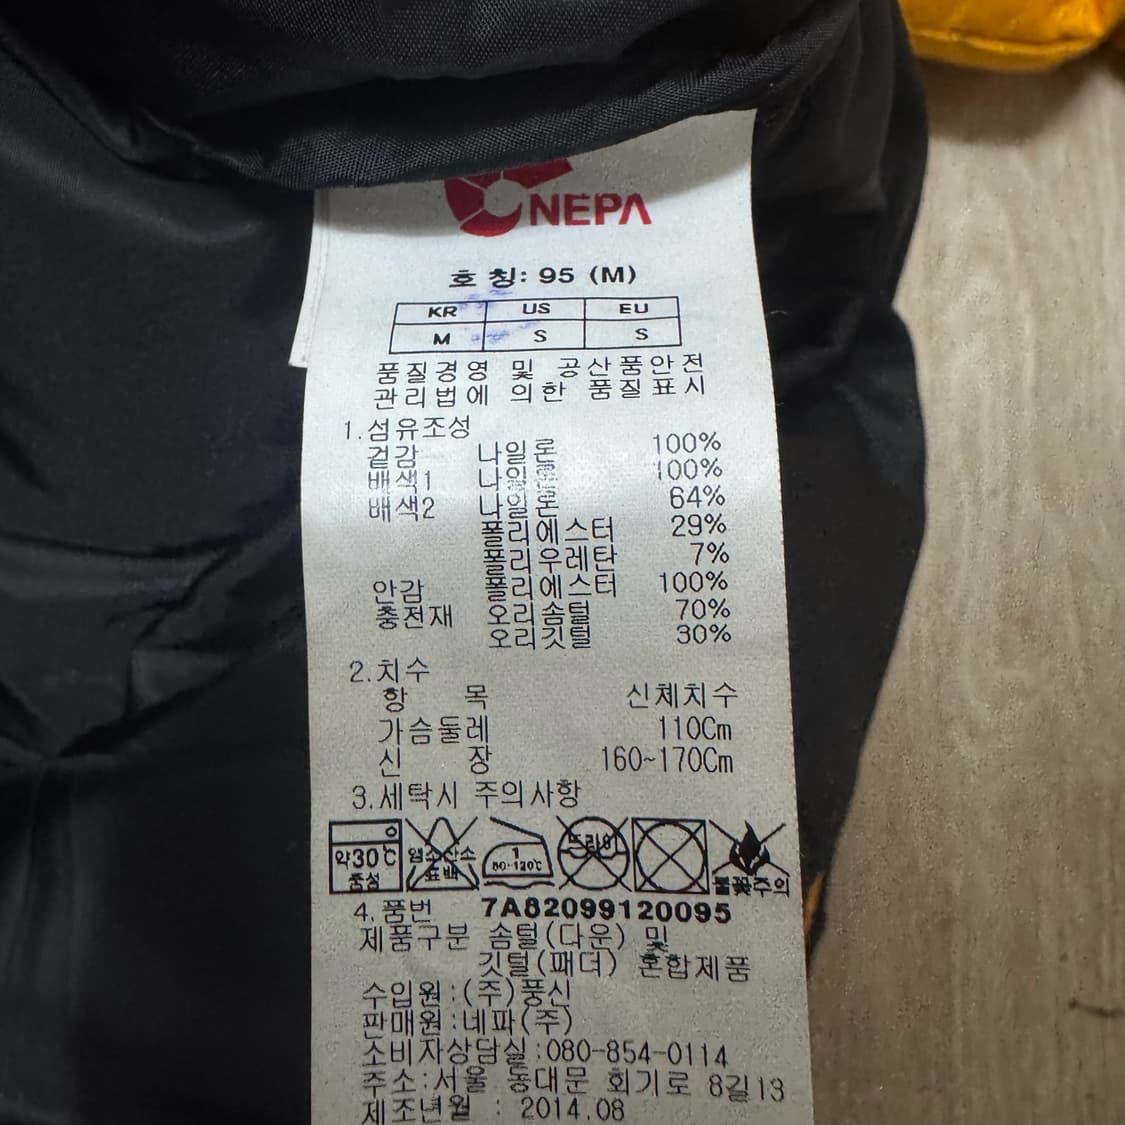 NEPA
호 칭: 95 (M)
KR US EU
M S S
품질경영 및 공산품안전
관리법에 의한 품질표시
1.섬유조성
겉감 나일론 100%
배색1 나일론 100%
배색2 나일론 64%
폴리에스터 29%
폴리우레탄 7%
안감 폴리에스터 100%
충전재 오리솜털 70%
오리깃털 30%
2.치수
항 목 신체치수
가슴둘레 110Cm
신 장 160~170Cm
3.세탁시 주의사항
약30℃ 중성
염소산소 표백
1 80~120℃
드라이
불꽃주의
4.품번 7A82099120095
제품구분 솜털(다운) 및
깃털(패더) 혼합제품
수입원:(주)풍신
판매원:네파(주)
소비자상담실:080-854-0114
주소:서울 동대문 회기로 8길13
제조년월 : 2014.08